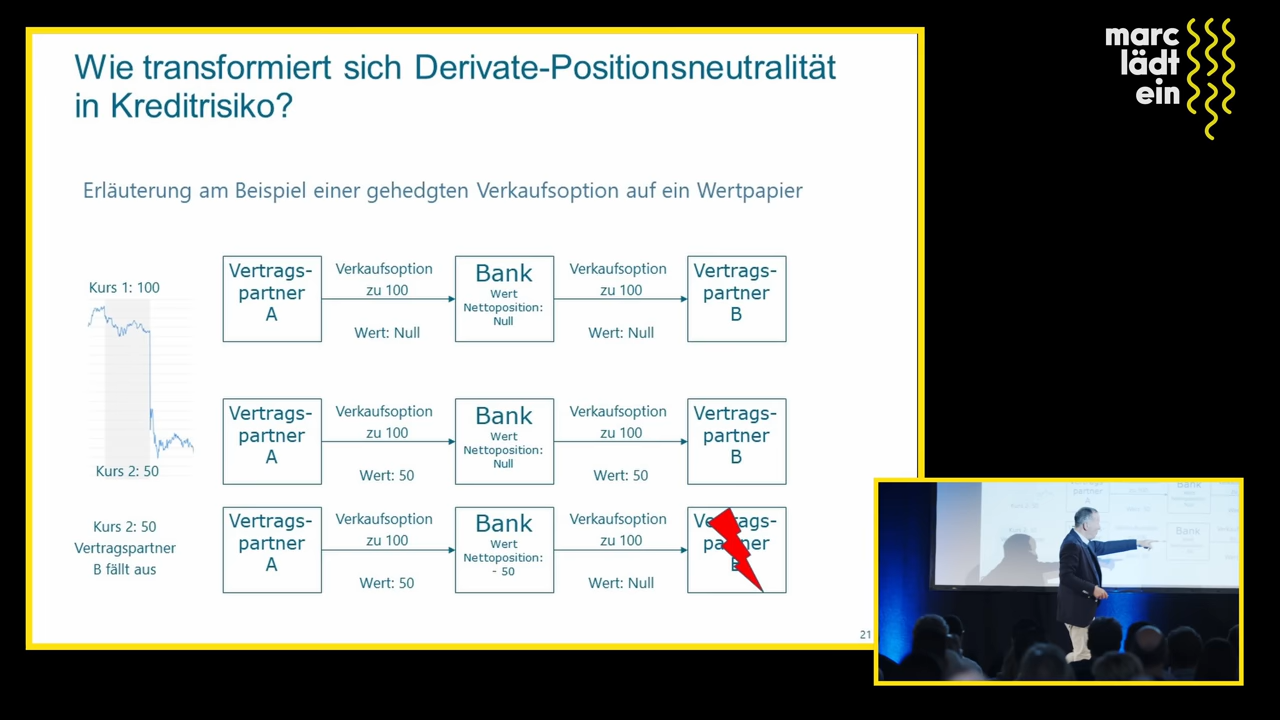 Wie transformiert sich Derivate-Positionsneutralität
in Kreditrisiko?
marc
lädt
ein
Erläuterung am Beispiel einer gehedgten Verkaufsoption auf ein Wertpapier
Kurs 1: 100
Kurs 2: 50
Vertrags-
partner
A
Verkaufsoption
zu 100
Wert: Null
Bank
Wert
Nettoposition:
Null
Verkaufsoption
zu 100
Wert: Null
Vertrags-
partner
B
Vertrags-
partner
A
Verkaufsoption
zu 100
Wert: 50
Bank
Wert
Nettoposition:
Null
Verkaufsoption
zu 100
Wert: 50
Vertrags-
partner
B
Kurs 2: 50
Vertragspartner
B fällt aus
Vertrags-
partner
A
Verkaufsoption
zu 100
Wert: 50
Bank
Wert
Nettoposition:
- 50
Verkaufsoption
zu 100
Wert: Null
Vertrags-
partner
B
21